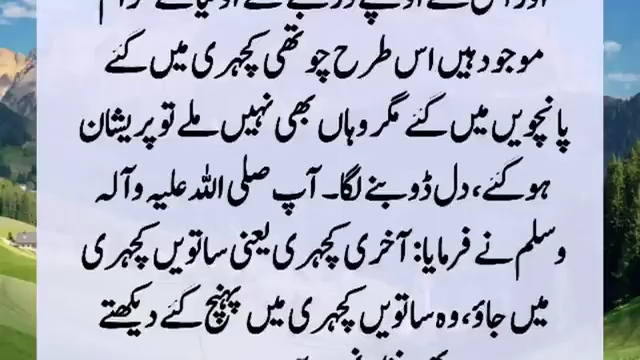 موجود ہیں اس طرح چوتھی کچہری میں گئے
پانچویں میں گئے مگر وہاں بھی نہیں ملے تو پریشان
ہو گئے، دل ڈوبنے لگا۔ آپ صلی اللہ علیہ وآلہ
وسلم نے فرمایا: آخری کچہری یعنی ساتویں کچہری
میں جاؤ، وہ ساتویں کچہری میں پہنچ گئے دیکھتے